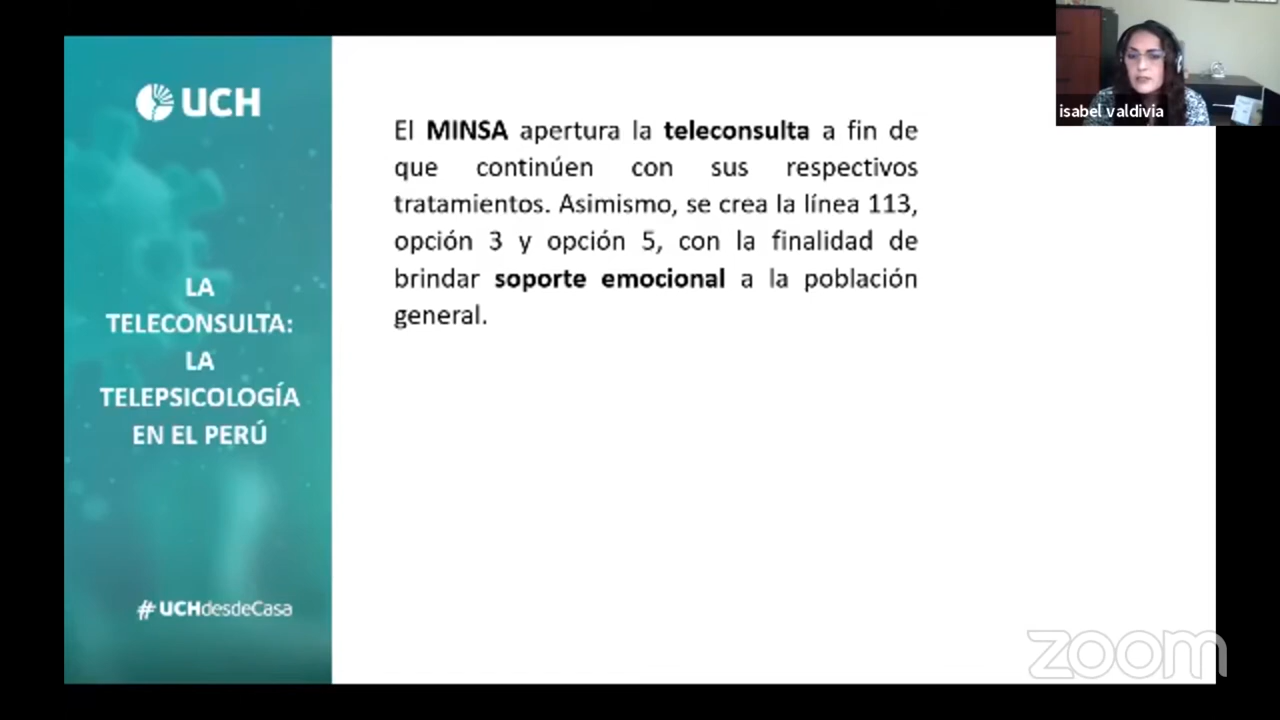 UCH
LA
TELECONSULTA:
LA
TELEPSICOLOGÍA
EN EL PERÚ
#UCHdesdeCasa
El MINSA apertura la teleconsulta a fin de
que continúen con sus respectivos
tratamientos. Asimismo, se crea la línea 113,
opción 3 y opción 5, con la finalidad de
brindar soporte emocional a la población
general.
isabel valdivia
zoom